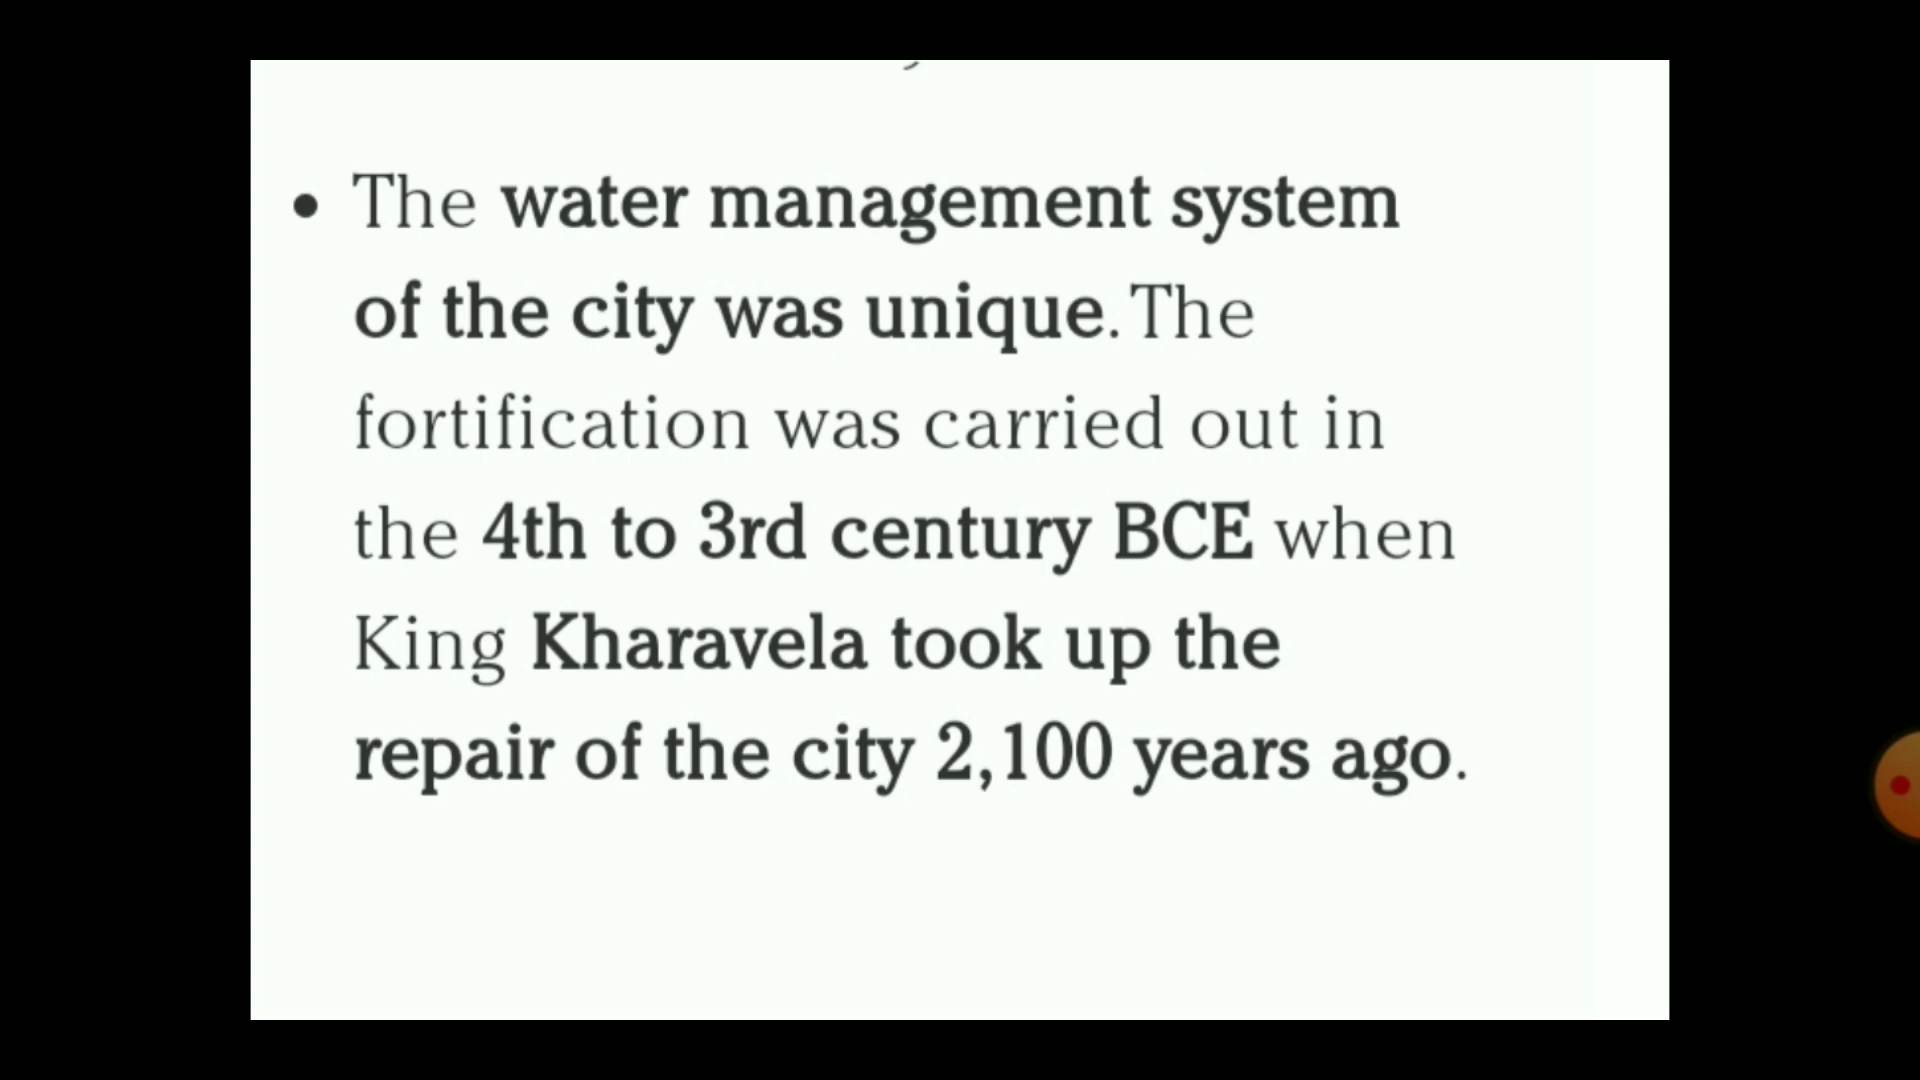 • The water management system
of the city was unique. The
fortification was carried out in
the 4th to 3rd century BCE when
King Kharavela took up the
repair of the city 2,100 years ago.